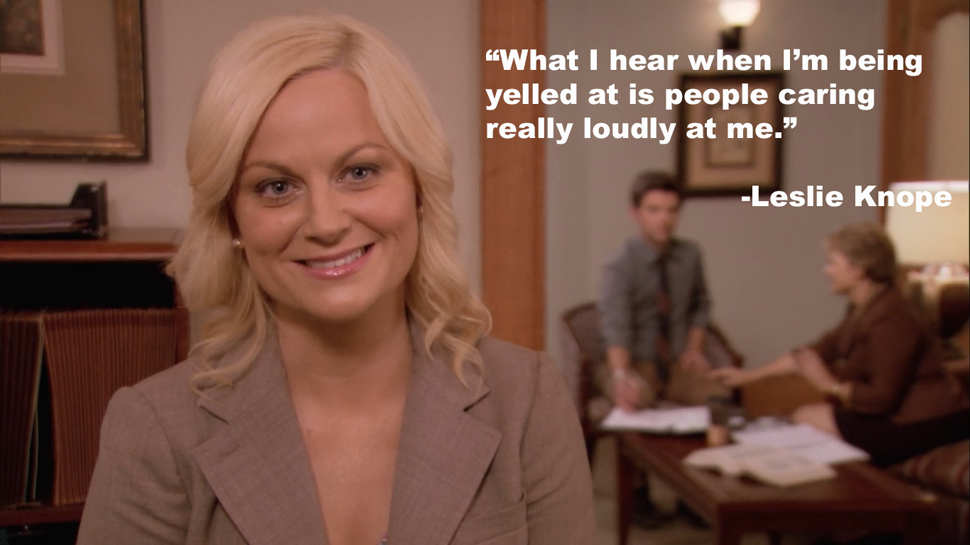 “What I hear when I’m being
yelled at is people caring
really loudly at me.”
-Leslie Knope